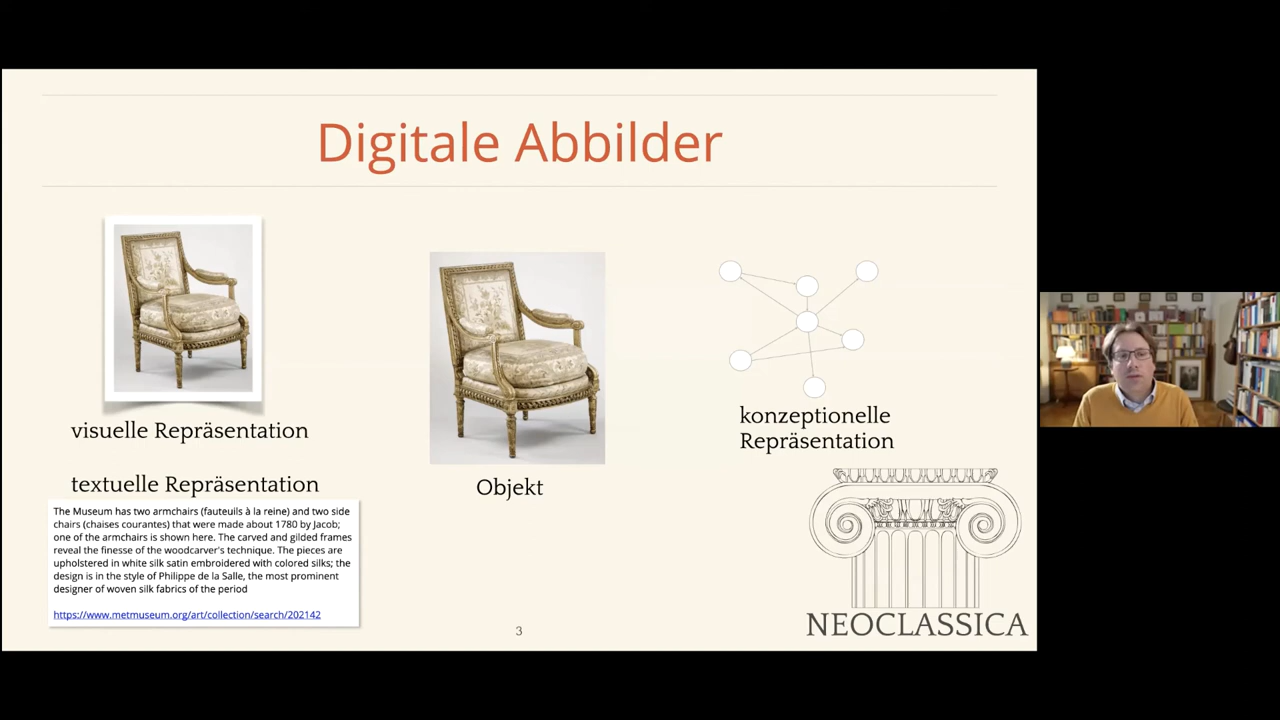 Digitale Abbilder
visuelle Repräsentation
textuelle Repräsentation
The Museum has two armchairs (fauteuils à la reine) and two side
chairs (chaises courantes) that were made about 1780 by Jacob;
one of the armchairs is shown here. The carved and gilded frames
reveal the finesse of the woodcarver's technique. The pieces are
upholstered in white silk satin embroidered with colored silks; the
design is in the style of Philippe de la Salle, the most prominent
designer of woven silk fabrics of the period
https://www.metmuseum.org/art/collection/search/202142
Objekt
konzeptionelle
Repräsentation
NEOCLASSICA
3